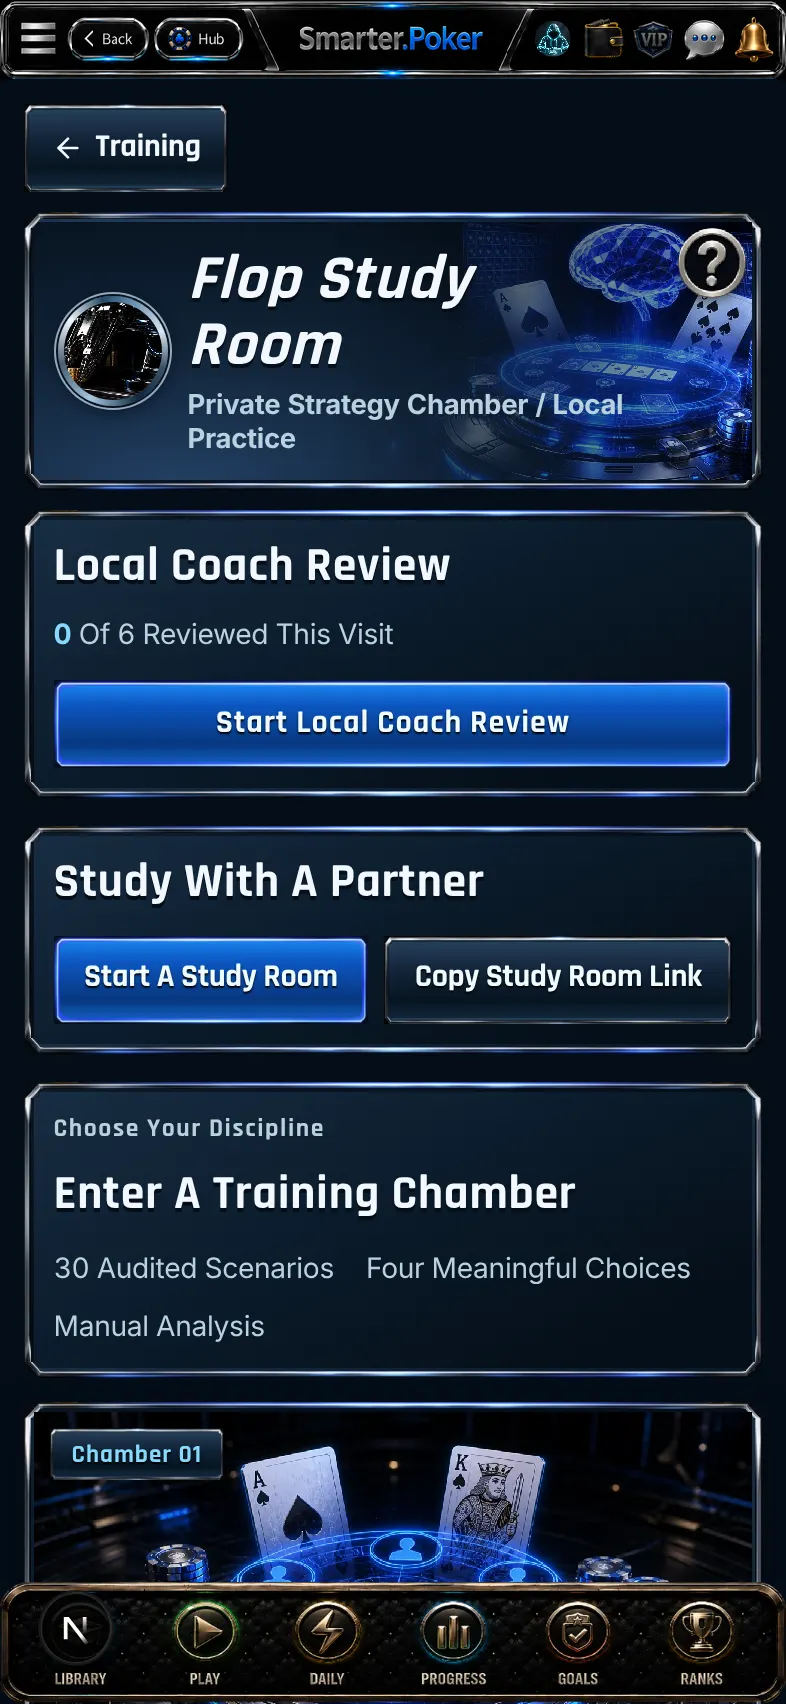 Back
Hub
Smarter.Poker
VIP
← Training
Flop Study
Room
?
Private Strategy Chamber / Local
Practice
A
Local Coach Review
0 Of 6 Reviewed This Visit
Start Local Coach Review
Study With A Partner
Start A Study Room
Copy Study Room Link
Choose Your Discipline
Enter A Training Chamber
30 Audited Scenarios
Four Meaningful Choices
Manual Analysis
Chamber 01
A
K
N
LIBRARY
PLAY
DAILY
PROGRESS
GOALS
RANKS